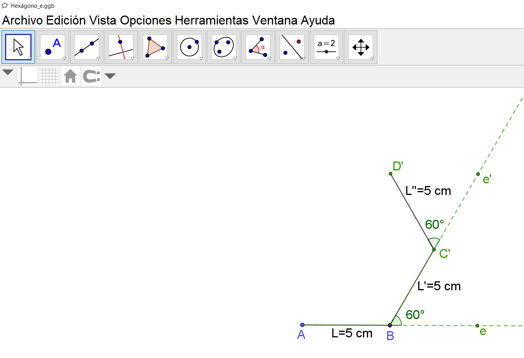 Hexágono_e.ggb
Archivo Edición Vista Opciones Herramientas Ventana Ayuda
A
α
a=2
D'
L''=5 cm
e'
60°
C'
L'=5 cm
60°
A
L=5 cm
B
e